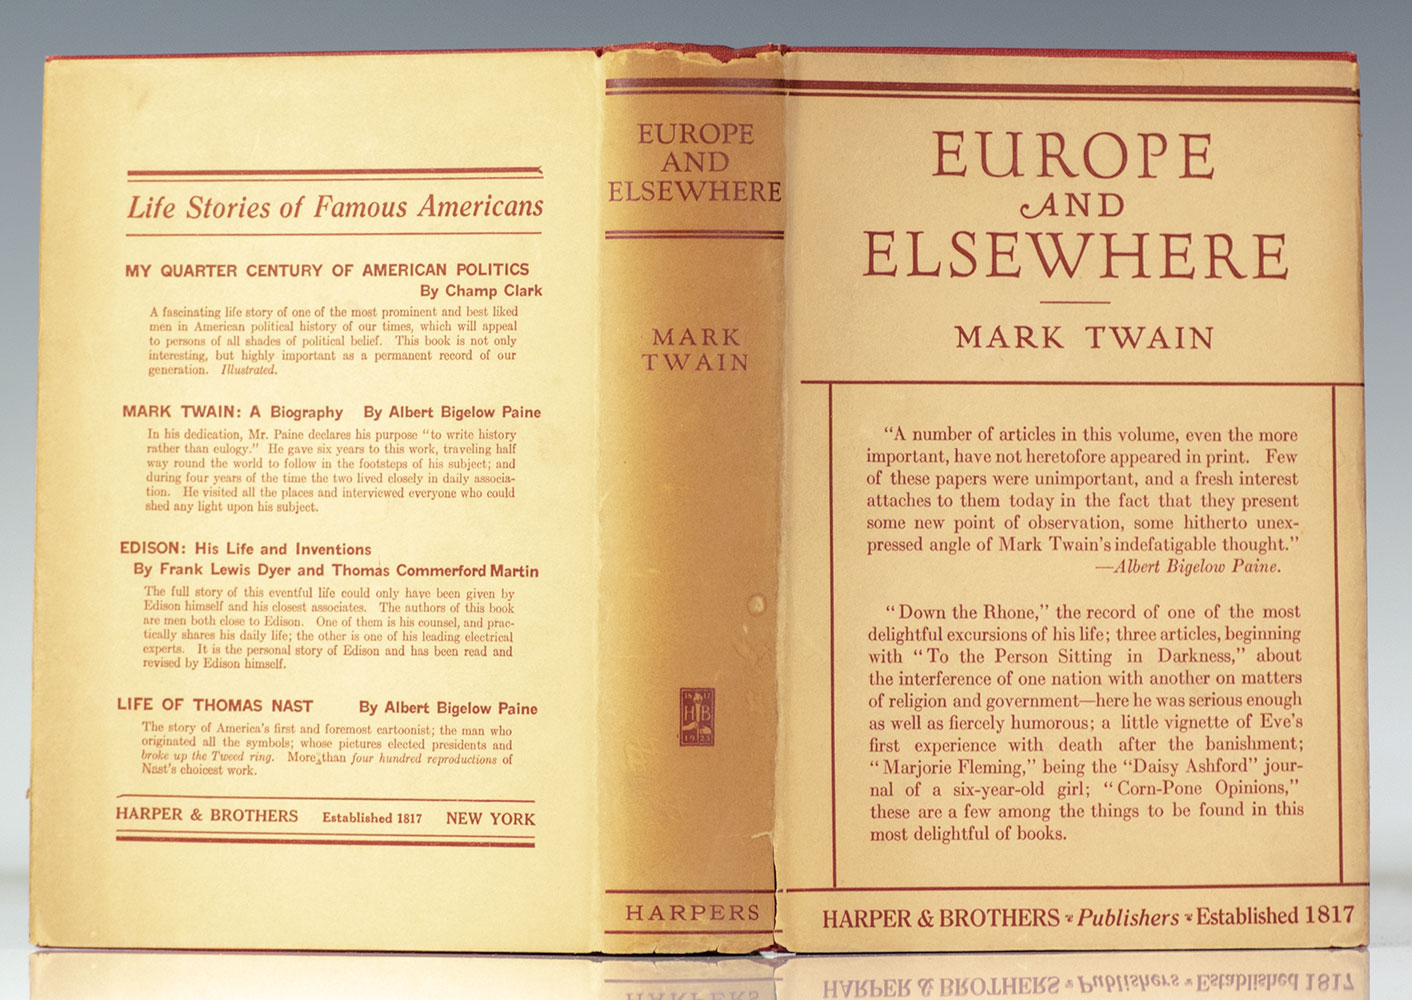 Life Stories of Famous Americans
MY QUARTER CENTURY OF AMERICAN POLITICS
By Champ Clark
A fascinating life story of one of the most prominent and best liked
men in American political history of our times, which will appeal
to persons of all shades of political belief. This book is not only
interesting, but highly important as a permanent record of our
generation. Illustrated.
MARK TWAIN: A Biography By Albert Bigelow Paine
In his dedication, Mr. Paine declares his purpose "to write history
rather than eulogy." He gave six years to this work, traveling half
way round the world to follow in the footsteps of his subject; and
during four years of the time the two lived closely in daily associa-
tion. He visited all the places and interviewed everyone who could
shed any light upon his subject.
EDISON: His Life and Inventions
By Frank Lewis Dyer and Thomas Commerford Martin
The full story of this eventful life could only have been given by
Edison himself and his closest associates. The authors of this book
are men both close to Edison. One of them is his counsel, and prac-
tically shares his daily life; the other is one of his leading electrical
experts. It is the personal story of Edison and has been read and
revised by Edison himself.
LIFE OF THOMAS NAST By Albert Bigelow Paine
The story of America's first and foremost cartoonist; the man who
originated all the symbols; whose pictures elected presidents and
broke up the Tweed ring. More than four hundred reproductions of
Nast's choicest work.
HARPER & BROTHERS Established 1817 NEW YORK
EUROPE
AND
ELSEWHERE
MARK
TWAIN
18 17
H B
1923
HARPERS
EUROPE
AND
ELSEWHERE
MARK TWAIN
"A number of articles in this volume, even the more
important, have not heretofore appeared in print. Few
of these papers were unimportant, and a fresh interest
attaches to them today in the fact that they present
some new point of observation, some hitherto unex-
pressed angle of Mark Twain's indefatigable thought."
—Albert Bigelow Paine.
"Down the Rhone," the record of one of the most
delightful excursions of his life; three articles, beginning
with "To the Person Sitting in Darkness," about
the interference of one nation with another on matters
of religion and government—here he was serious enough
as well as fiercely humorous; a little vignette of Eve's
first experience with death after the banishment;
"Marjorie Fleming," being the "Daisy Ashford" jour-
nal of a six-year-old girl; "Corn-Pone Opinions,"
these are a few among the things to be found in this
most delightful of books.
HARPER & BROTHERS Publishers Established 1817